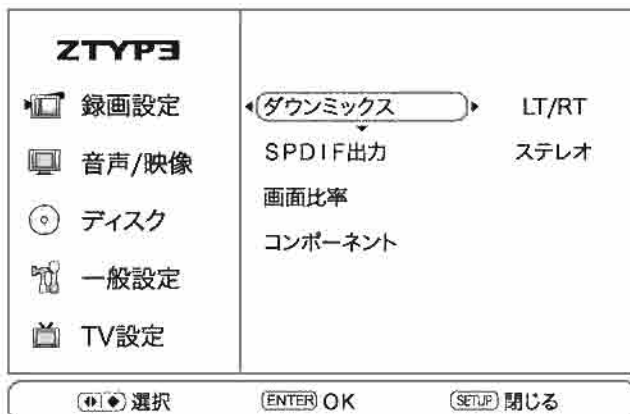 ZTYPE
録画設定
音声/映像
ディスク
一般設定
TV設定
ダウンミックス LT/RT
SPDIF出力 ステレオ
画面比率
コンポーネント
選択 ENTER OK SETUP 閉じる